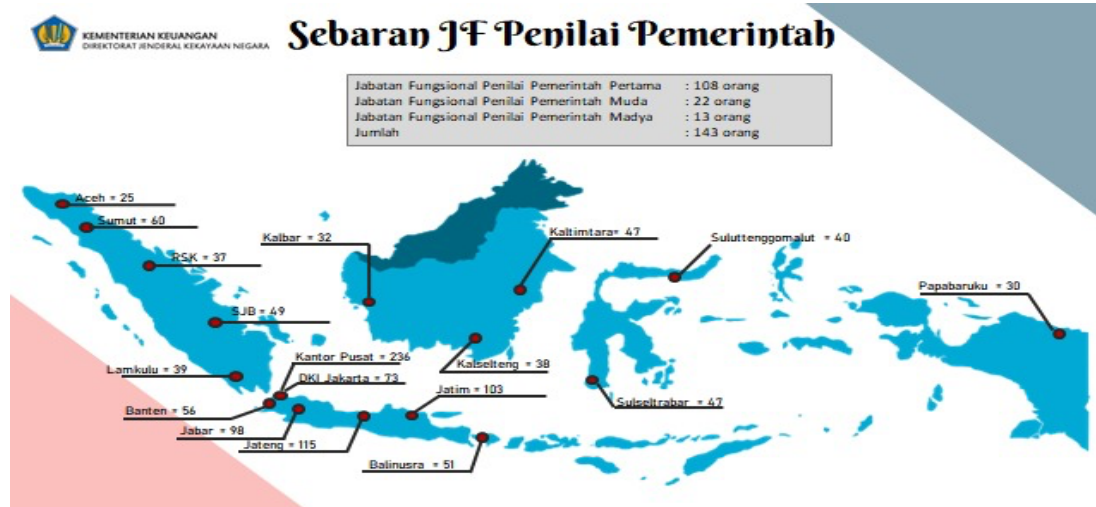 KEMENTERIAN KEUANGAN
DIREKTORAT JENDERAL KEKAYAAN NEGARA
Sebaran JF Penilai Pemerintah
Jabatan Fungsional Penilai Pemerintah Pertama : 108 orang
Jabatan Fungsional Penilai Pemerintah Muda : 22 orang
Jabatan Fungsional Penilai Pemerintah Madya : 13 orang
Jumlah : 143 orang
Aceh = 25
Sumut = 60
RSK = 37
SJB = 49
Lamkulu = 39
Kalbar = 32
Kaltimtara= 47
Suluttenggomalut = 40
Papabaruku = 30
Kantor Pusat = 236
DKI Jakarta = 73
Kalselteng = 38
Jatim = 103
Sulseltrabar = 47
Banten = 56
Jabar = 98
Jateng = 115
Balinusra = 51